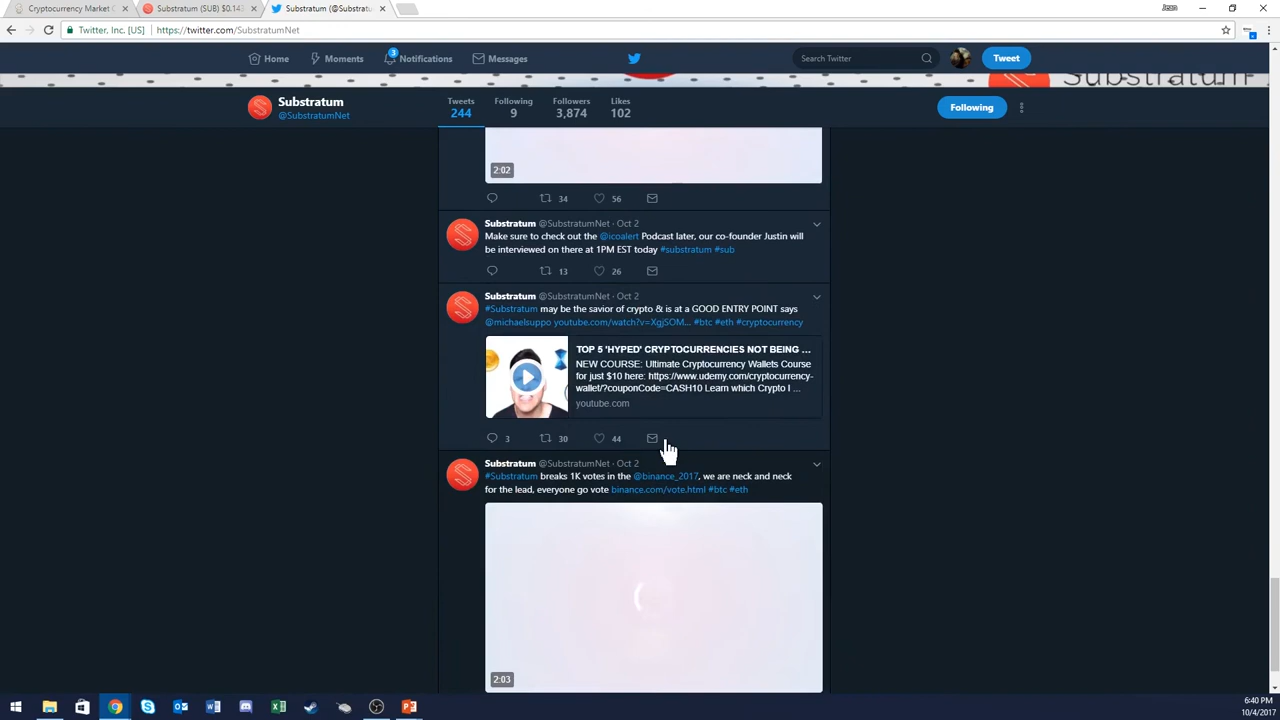 Cryptocurrency Market
Substratum (SUB) $0.14
Substratum (@Substrat
Twitter, Inc. [US]
https://twitter.com/SubstratumNet
Home
Moments
3
Notifications
Messages
Search Twitter
Tweet
Substratum
Substratum
@SubstratumNet
Tweets
244
Following
9
Followers
3,874
Likes
102
Following
2:02
34
56
Substratum @SubstratumNet · Oct 2
Make sure to check out the @icoalert Podcast later, our co-founder Justin will
be interviewed on there at 1PM EST today #substratum #sub
13
26
Substratum @SubstratumNet · Oct 2
#Substratum may be the savior of crypto & is at a GOOD ENTRY POINT says
@michaelsuppo youtube.com/watch?v=XgjSOM... #btc #eth #cryptocurrency
TOP 5 'HYPED' CRYPTOCURRENCIES NOT BEING ...
NEW COURSE: Ultimate Cryptocurrency Wallets Course
for just $10 here: https://www.udemy.com/cryptocurrency-
wallet/?couponCode=CASH10 Learn which Crypto I ...
youtube.com
3
30
44
Substratum @SubstratumNet · Oct 2
#Substratum breaks 1K votes in the @binance_2017, we are neck and neck
for the lead, everyone go vote binance.com/vote.html #btc #eth
2:03
6:40 PM
10/4/2017